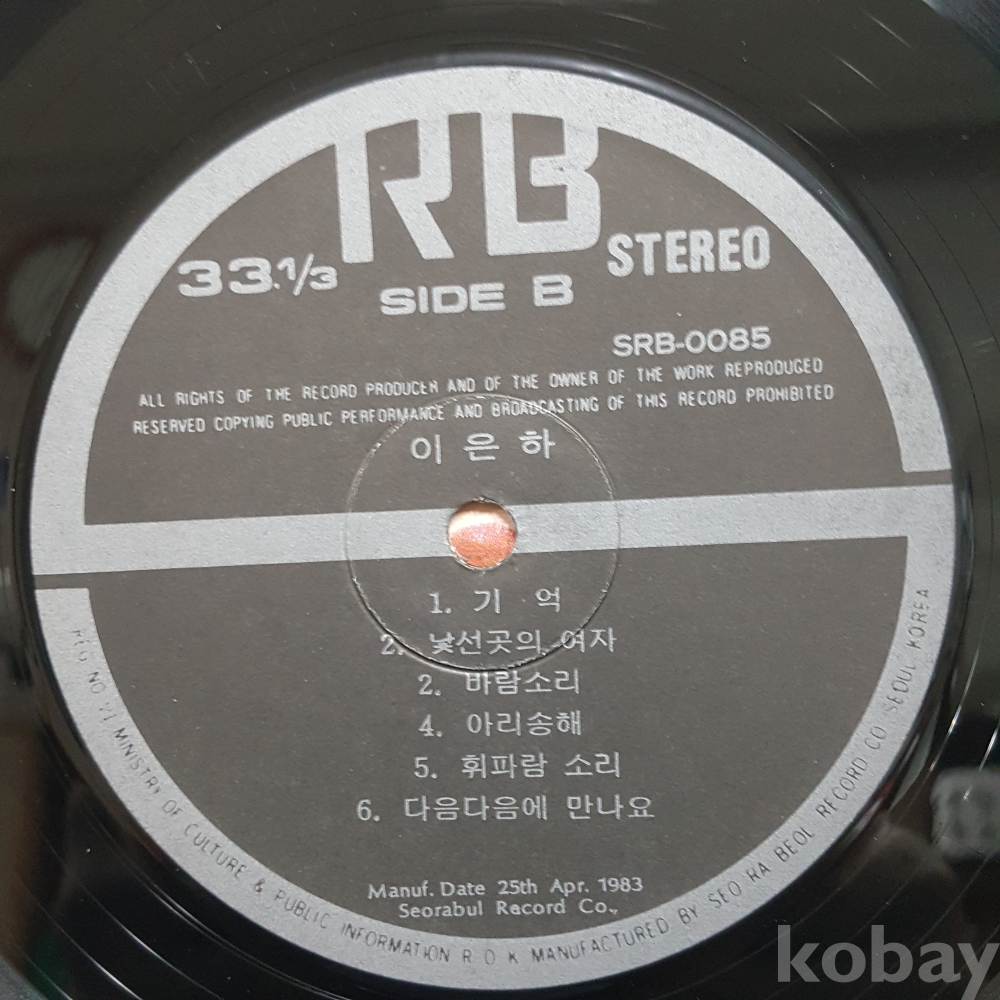 RB
33.1/3
STEREO
SIDE B
SRB-0085
ALL RIGHTS OF THE RECORD PRODUCER AND OF THE OWNER OF THE WORK REPRODUCED
RESERVED COPYING PUBLIC PERFORMANCE AND BROADCASTING OF THIS RECORD PROHIBITED
이은하
1. 기 억
2. 낯선곳의 여자
2. 바람소리
4. 아리송해
5. 휘파람 소리
6. 다음다음에 만나요
Manuf. Date 25th Apr. 1983
Seorabul Record Co.,
REG NO VI MINISTRY OF CULTURE & PUBLIC INFORMATION R O K MANUFACTURED BY SEO RA BEOL RECORD CO SEOUL KOREA
kobay